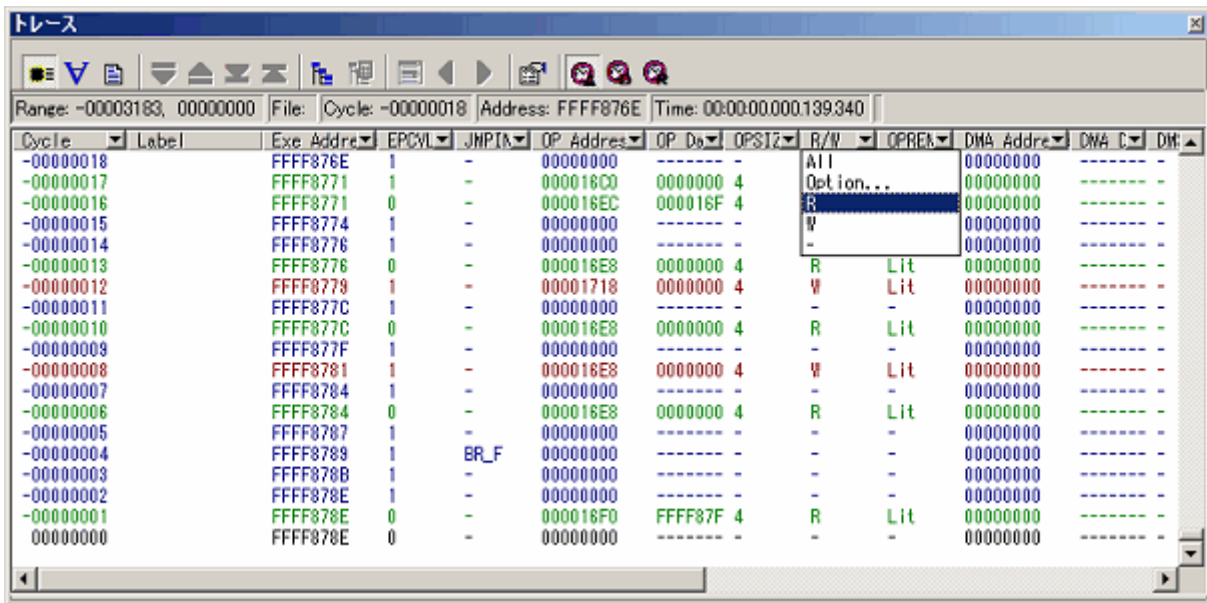 トレース
Range: -00003183, 00000000 File: Cycle: -00000018 Address: FFFF876E Time: 00:00:00.000.139.340
Cycle Label Exe Addre EPCVL JMPIN OP Addres OP Da OPSIZ R/W OPREN DMA Addre DMA D DM
-00000018 FFFF876E 1 - 00000000 ------- - All 00000000 ------- -
-00000017 FFFF8771 1 - 000016C0 0000000 4 Option... 00000000 ------- -
-00000016 FFFF8771 0 - 000016EC 000016F 4 R 00000000 ------- -
-00000015 FFFF8774 1 - 00000000 ------- - W 00000000 ------- -
-00000014 FFFF8776 1 - 00000000 ------- - - 00000000 ------- -
-00000013 FFFF8776 0 - 000016E8 0000000 4 R Lit 00000000 ------- -
-00000012 FFFF8779 1 - 00001718 0000000 4 W Lit 00000000 ------- -
-00000011 FFFF877C 1 - 00000000 ------- - - - 00000000 ------- -
-00000010 FFFF877C 0 - 000016E8 0000000 4 R Lit 00000000 ------- -
-00000009 FFFF877F 1 - 00000000 ------- - - - 00000000 ------- -
-00000008 FFFF8781 1 - 000016E8 0000000 4 W Lit 00000000 ------- -
-00000007 FFFF8784 1 - 00000000 ------- - - - 00000000 ------- -
-00000006 FFFF8784 0 - 000016E8 0000000 4 R Lit 00000000 ------- -
-00000005 FFFF8787 1 - 00000000 ------- - - - 00000000 ------- -
-00000004 FFFF8789 1 BR_F 00000000 ------- - - - 00000000 ------- -
-00000003 FFFF878B 1 - 00000000 ------- - - - 00000000 ------- -
-00000002 FFFF878E 1 - 00000000 ------- - - - 00000000 ------- -
-00000001 FFFF878E 0 - 000016F0 FFFF87F 4 R Lit 00000000 ------- -
00000000 FFFF878E 0 - 00000000 ------- - - - 00000000 ------- -